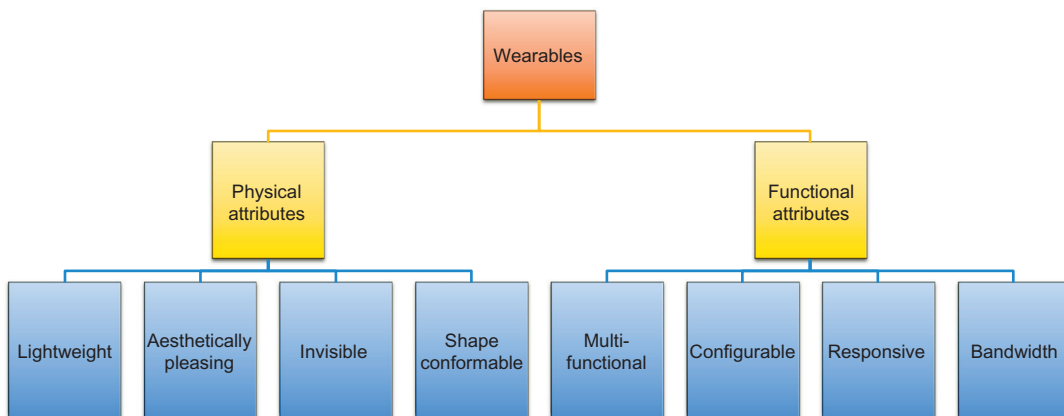 Wearables
Physical
attributes
Functional
attributes
Lightweight
Aesthetically
pleasing
Invisible
Shape
conformable
Multi-
functional
Configurable
Responsive
Bandwidth